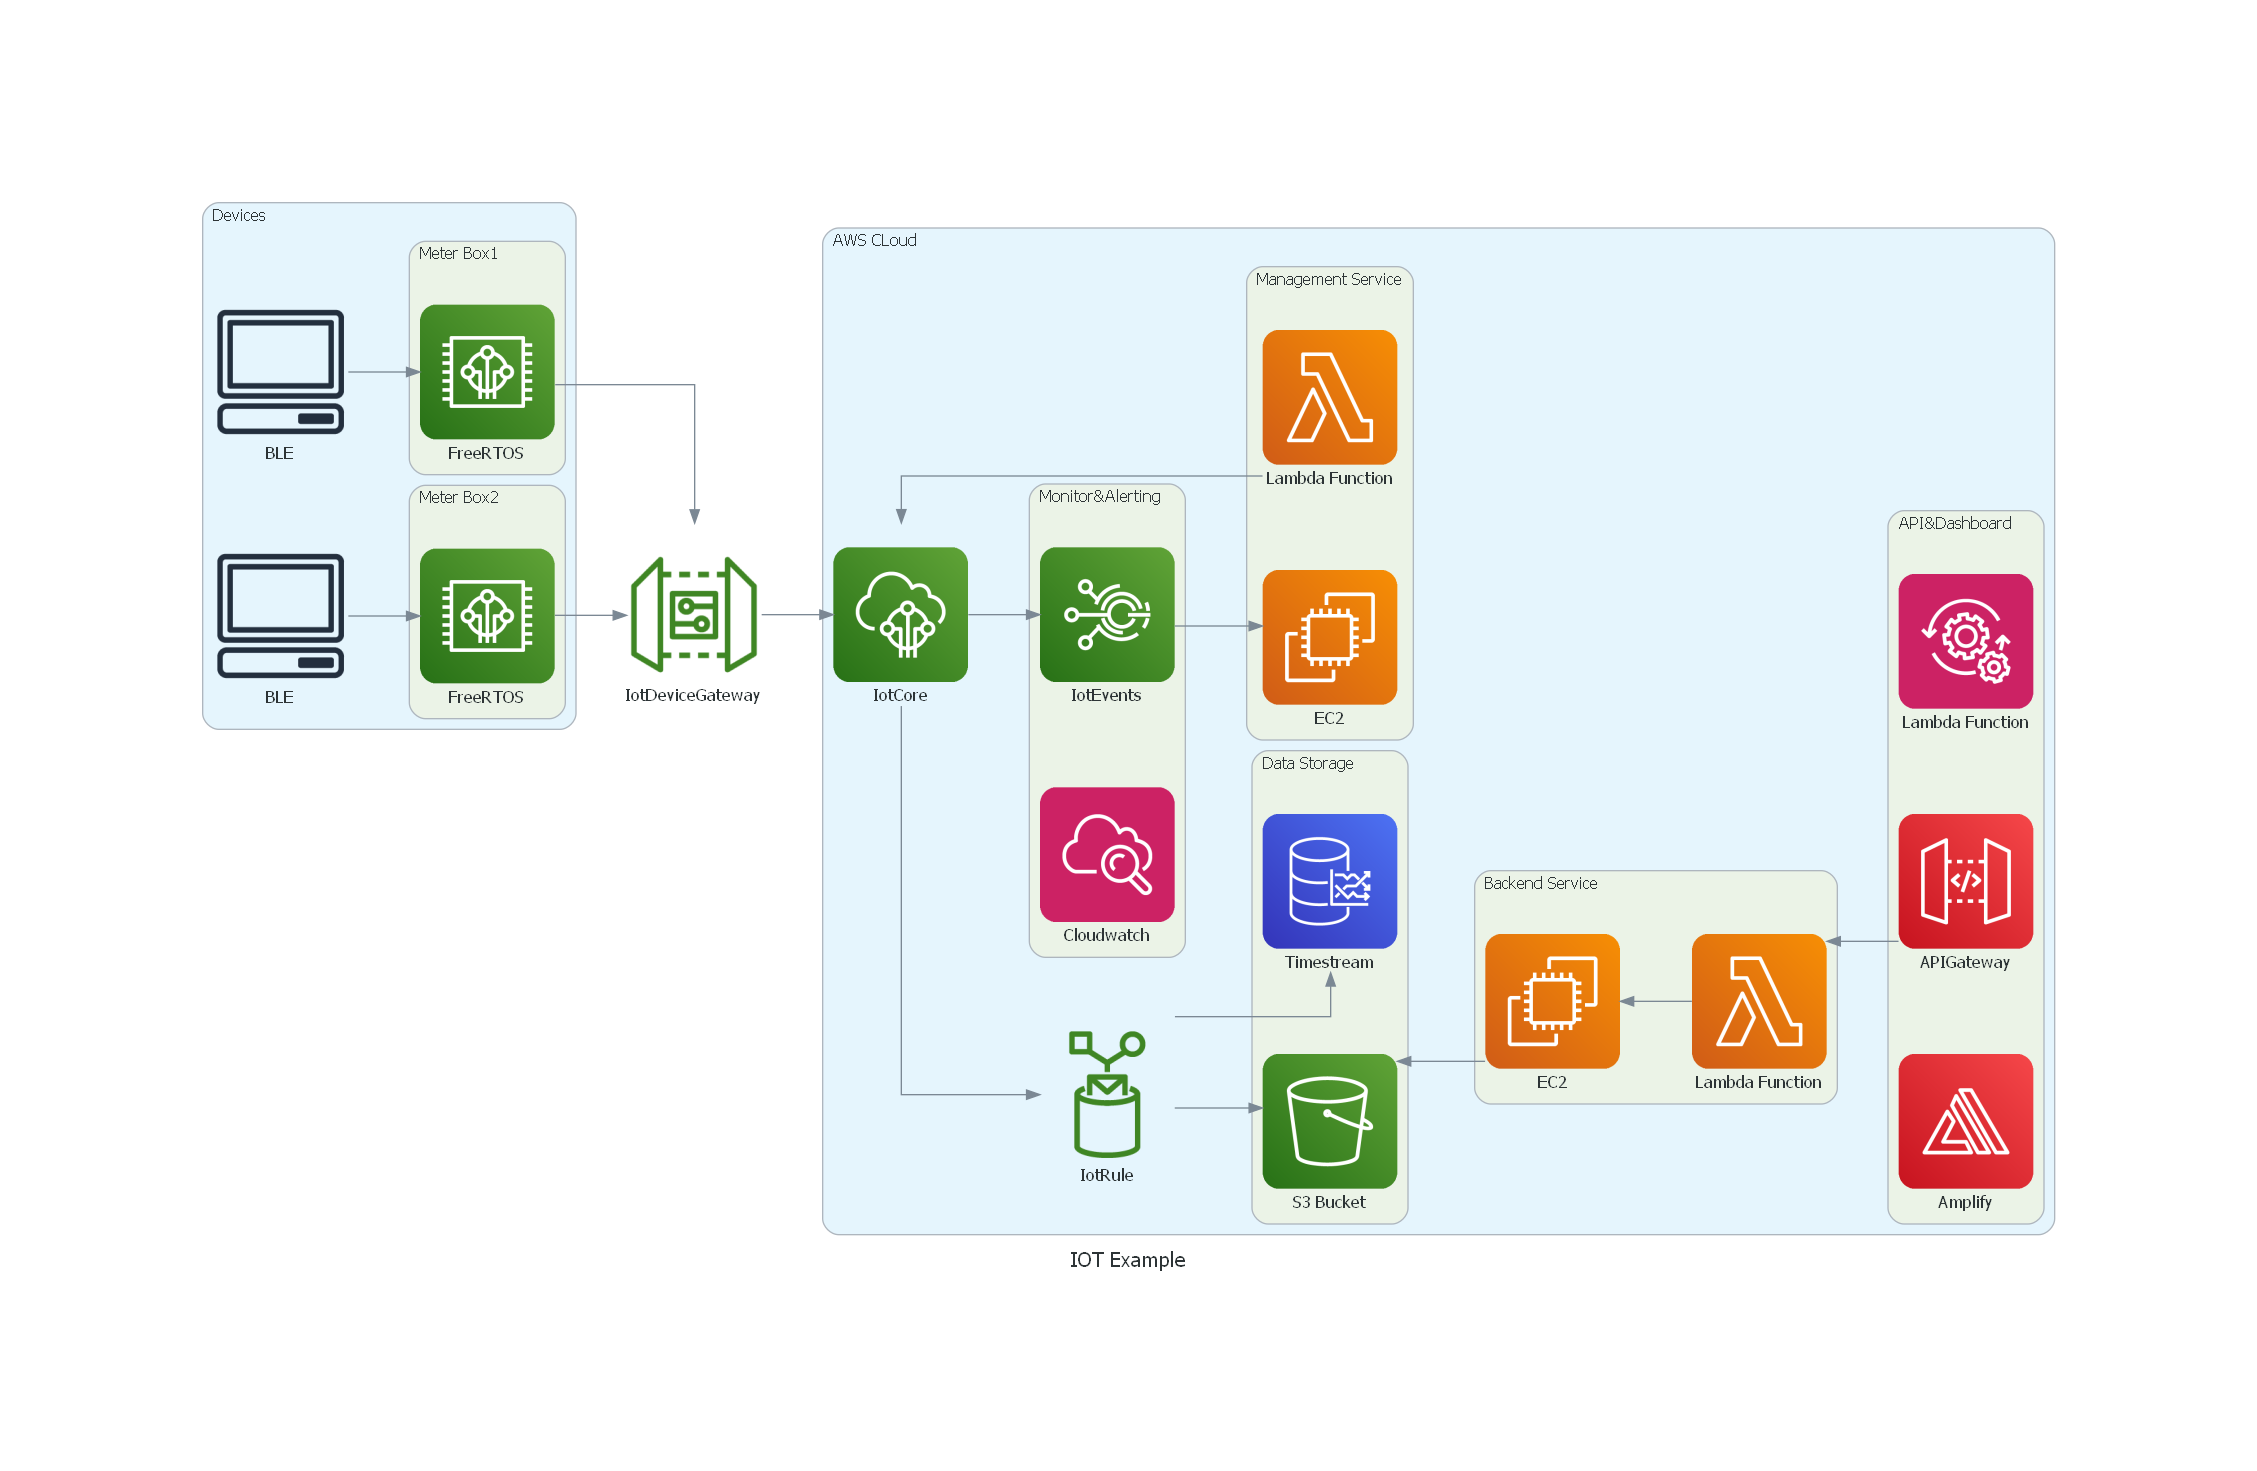 Devices
Meter Box1
BLE
FreeRTOS
Meter Box2
BLE
FreeRTOS
IotDeviceGateway
AWS CLoud
IotCore
Monitor&Alerting
IotEvents
Cloudwatch
IotRule
Management Service
Lambda Function
EC2
Data Storage
Timestream
S3 Bucket
Backend Service
EC2
Lambda Function
API&Dashboard
Lambda Function
APIGateway
Amplify
IOT Example